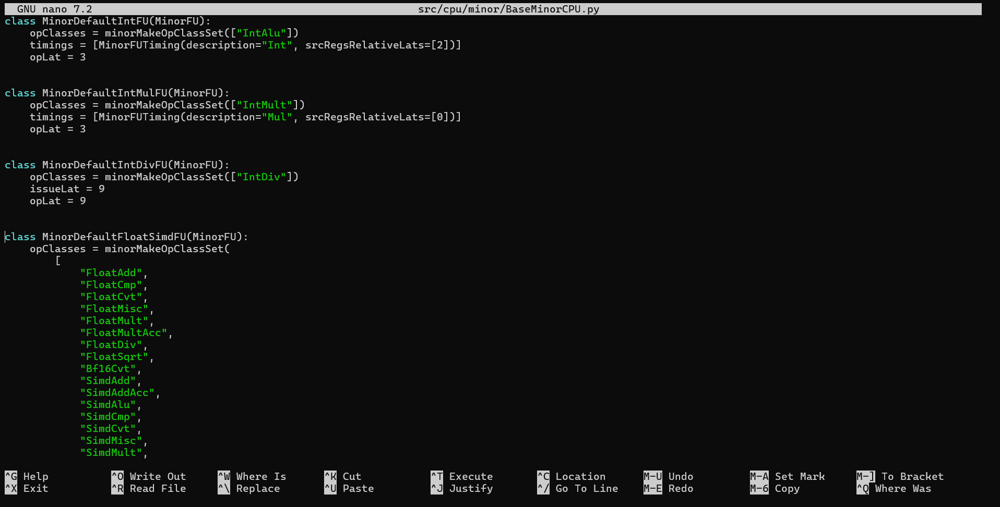 GNU nano 7.2 src/cpu/minor/BaseMinorCPU.py
class MinorDefaultIntFU(MinorFU):
    opClasses = minorMakeOpClassSet(["IntAlu"])
    timings = [MinorFUTiming(description="Int", srcRegsRelativeLats=[2])]
    opLat = 3
class MinorDefaultIntMulFU(MinorFU):
    opClasses = minorMakeOpClassSet(["IntMult"])
    timings = [MinorFUTiming(description="Mul", srcRegsRelativeLats=[0])]
    opLat = 3
class MinorDefaultIntDivFU(MinorFU):
    opClasses = minorMakeOpClassSet(["IntDiv"])
    issueLat = 9
    opLat = 9
class MinorDefaultFloatSimdFU(MinorFU):
    opClasses = minorMakeOpClassSet(
        [
            "FloatAdd",
            "FloatCmp",
            "FloatCvt",
            "FloatMisc",
            "FloatMult",
            "FloatMultAcc",
            "FloatDiv",
            "FloatSqrt",
            "Bf16Cvt",
            "SimdAdd",
            "SimdAddAcc",
            "SimdAlu",
            "SimdCmp",
            "SimdCvt",
            "SimdMisc",
            "SimdMult",
^G Help ^O Write Out ^W Where Is ^K Cut ^T Execute ^C Location M-U Undo M-A Set Mark M-] To Bracket
^X Exit ^R Read File ^\ Replace ^U Paste ^J Justify ^/ Go To Line M-E Redo M-6 Copy ^Q Where Was